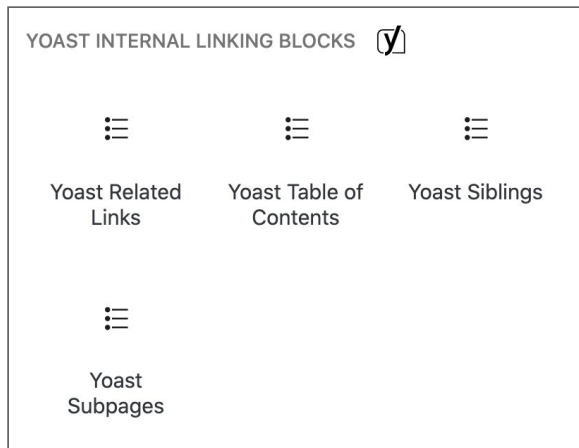 YOAST INTERNAL LINKING BLOCKS y
Yoast Related
Links
Yoast Table of
Contents
Yoast Siblings
Yoast
Subpages